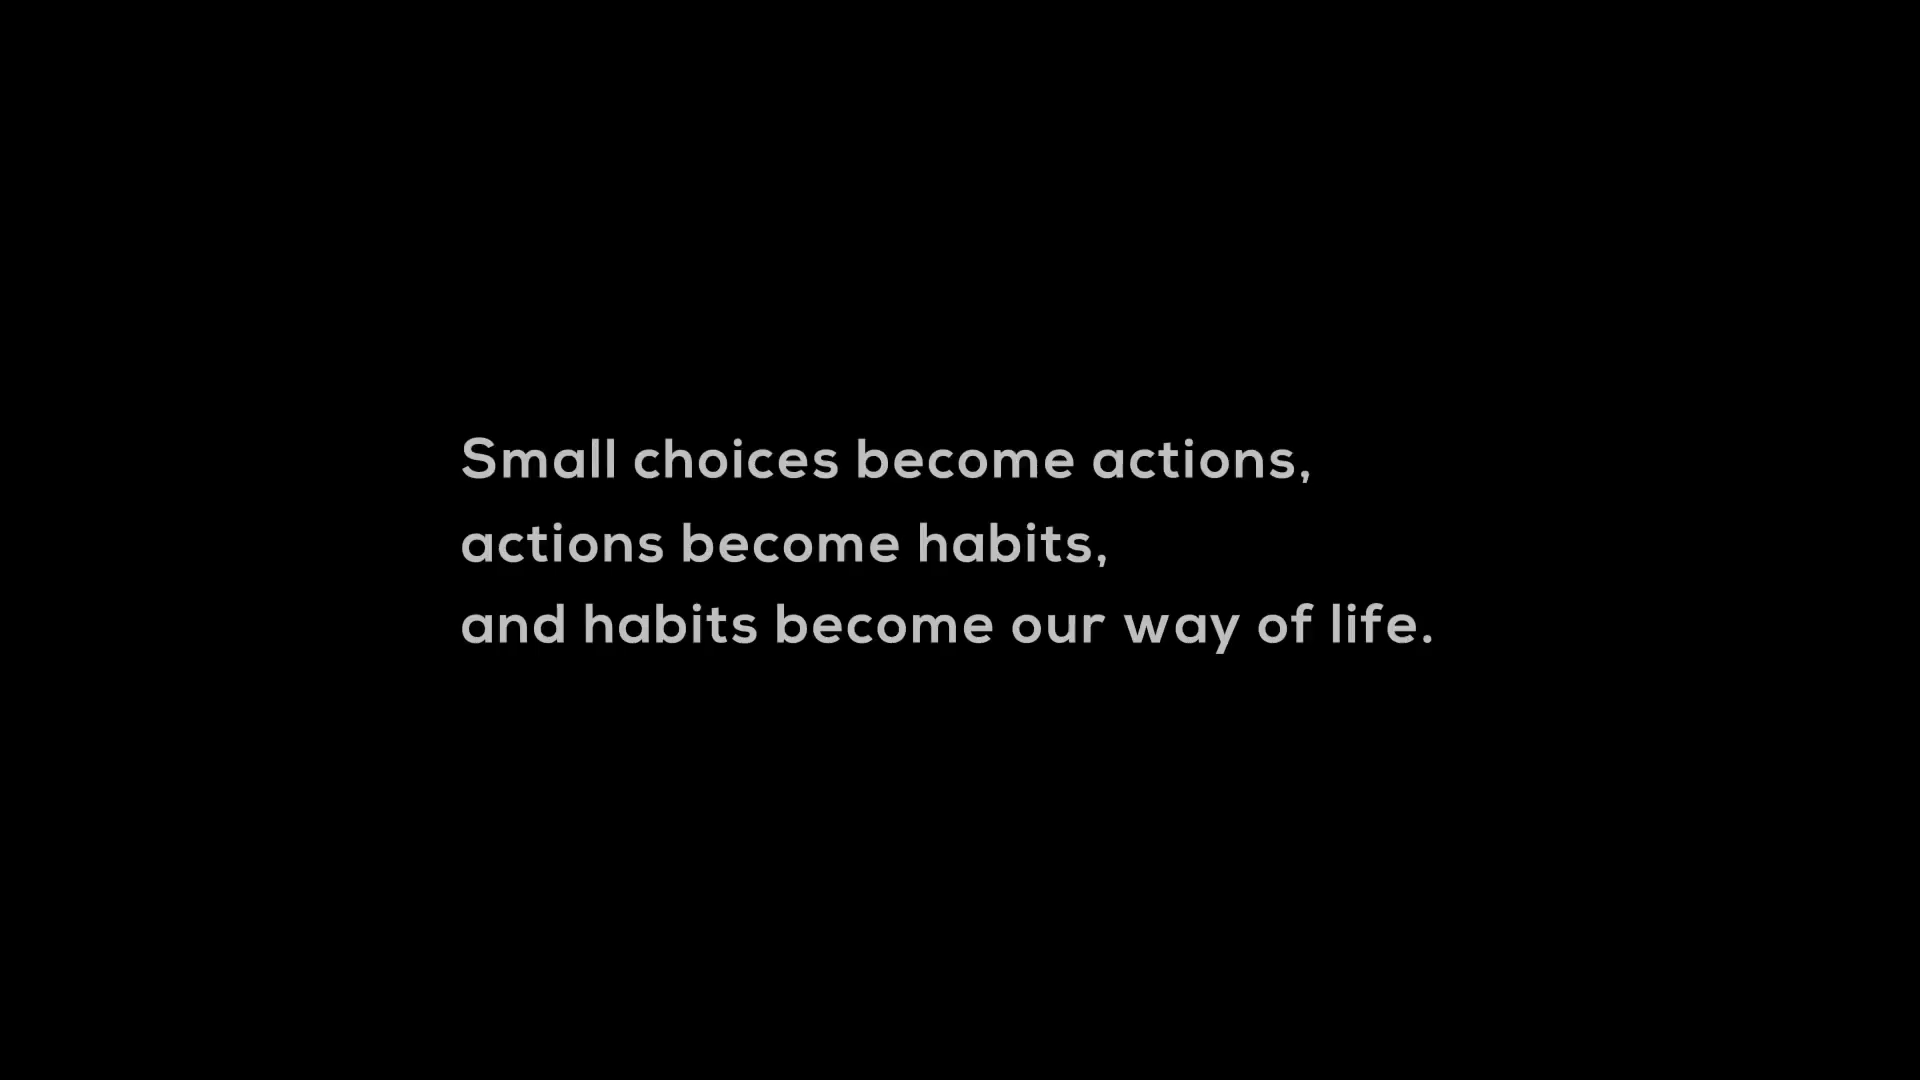 Small choices become actions,
actions become habits,
and habits become our way of life.